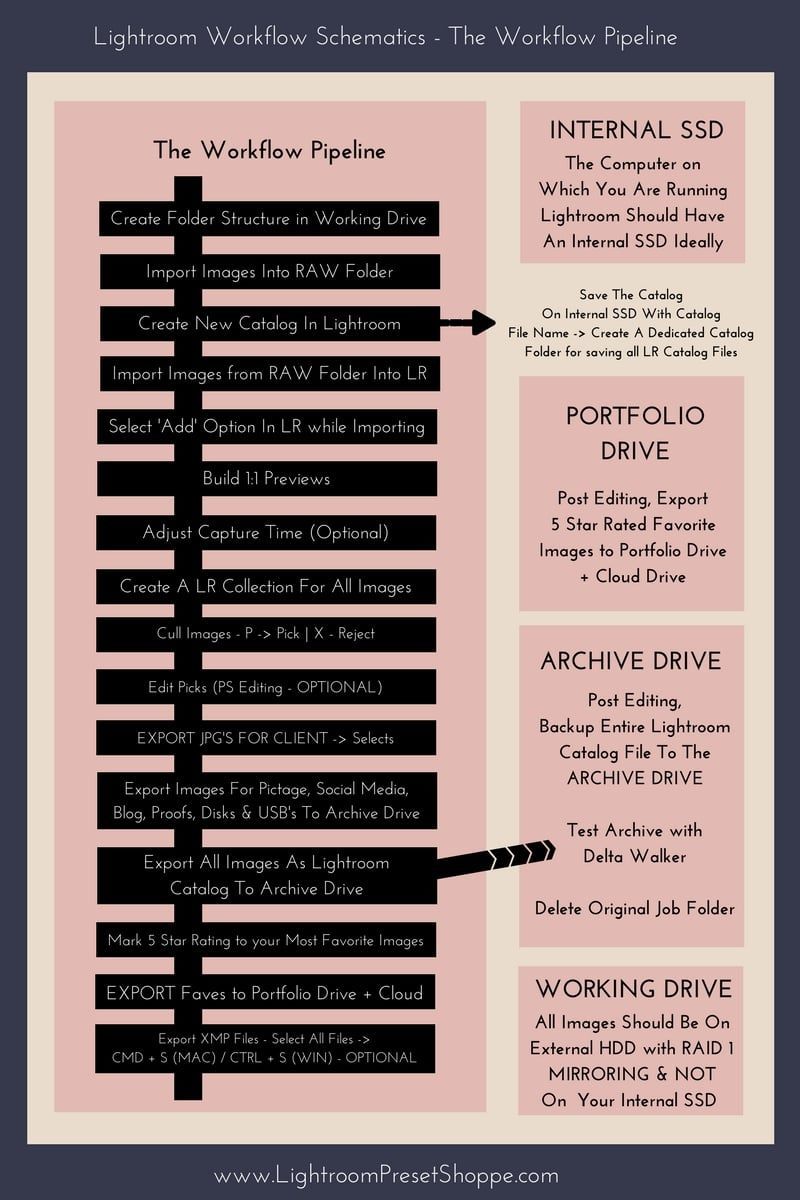 Lightroom Workflow Schematics - The Workflow Pipeline
The Workflow Pipeline
Create Folder Structure in Working Drive
Import Images Into RAW Folder
Create New Catalog In Lightroom
Import Images from RAW Folder Into LR
Select 'Add' Option In LR while Importing
Build 1:1 Previews
Adjust Capture Time (Optional)
Create A LR Collection For All Images
Cull Images - P -> Pick | X - Reject
Edit Picks (PS Editing - OPTIONAL)
EXPORT JPG'S FOR CLIENT -> Selects
Export Images For Pictage, Social Media,
Blog, Proofs, Disks & USB's To Archive Drive
Export All Images As Lightroom
Catalog To Archive Drive
Mark 5 Star Rating to your Most Favorite Images
EXPORT Faves to Portfolio Drive + Cloud
Export XMP Files - Select All Files ->
CMD + S (MAC) / CTRL + S (WIN) - OPTIONAL
INTERNAL SSD
The Computer on
Which You Are Running
Lightroom Should Have
An Internal SSD Ideally
Save The Catalog
On Internal SSD With Catalog
File Name -> Create A Dedicated Catalog
Folder for saving all LR Catalog Files
PORTFOLIO
DRIVE
Post Editing, Export
5 Star Rated Favorite
Images to Portfolio Drive
+ Cloud Drive
ARCHIVE DRIVE
Post Editing,
Backup Entire Lightroom
Catalog File To The
ARCHIVE DRIVE
Test Archive with
Delta Walker
Delete Original Job Folder
WORKING DRIVE
All Images Should Be On
External HDD with RAID 1
MIRRORING & NOT
On Your Internal SSD
www.LightroomPresetShoppe.com